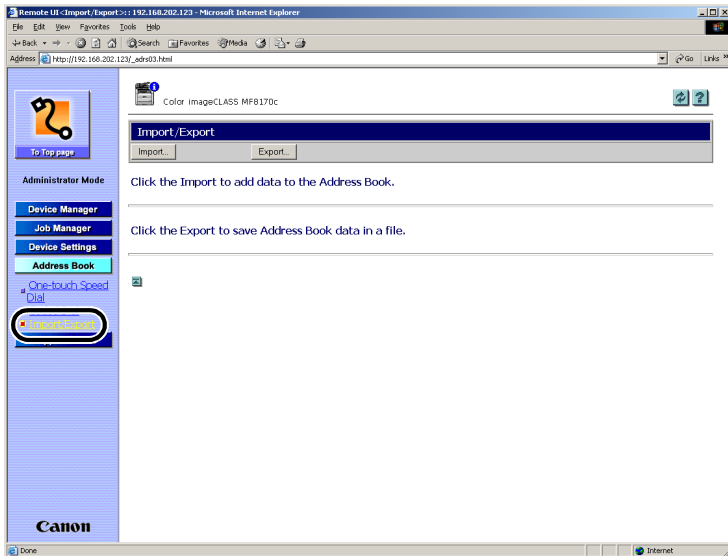 Remote UI<Import/Export>:: 192.168.202.123 - Microsoft Internet Explorer
File Edit View Favorites Tools Help
Back Search Favorites Media
Address http://192.168.202.123/_adrs03.html Go Links »
Color imageCLASS MF8170c
To Top page
Import/Export
Import... Export...
Administrator Mode
Click the Import to add data to the Address Book.
Device Manager
Job Manager
Click the Export to save Address Book data in a file.
Device Settings
Address Book
One-touch Speed
Dial
Import/Export
Canon
Done Internet